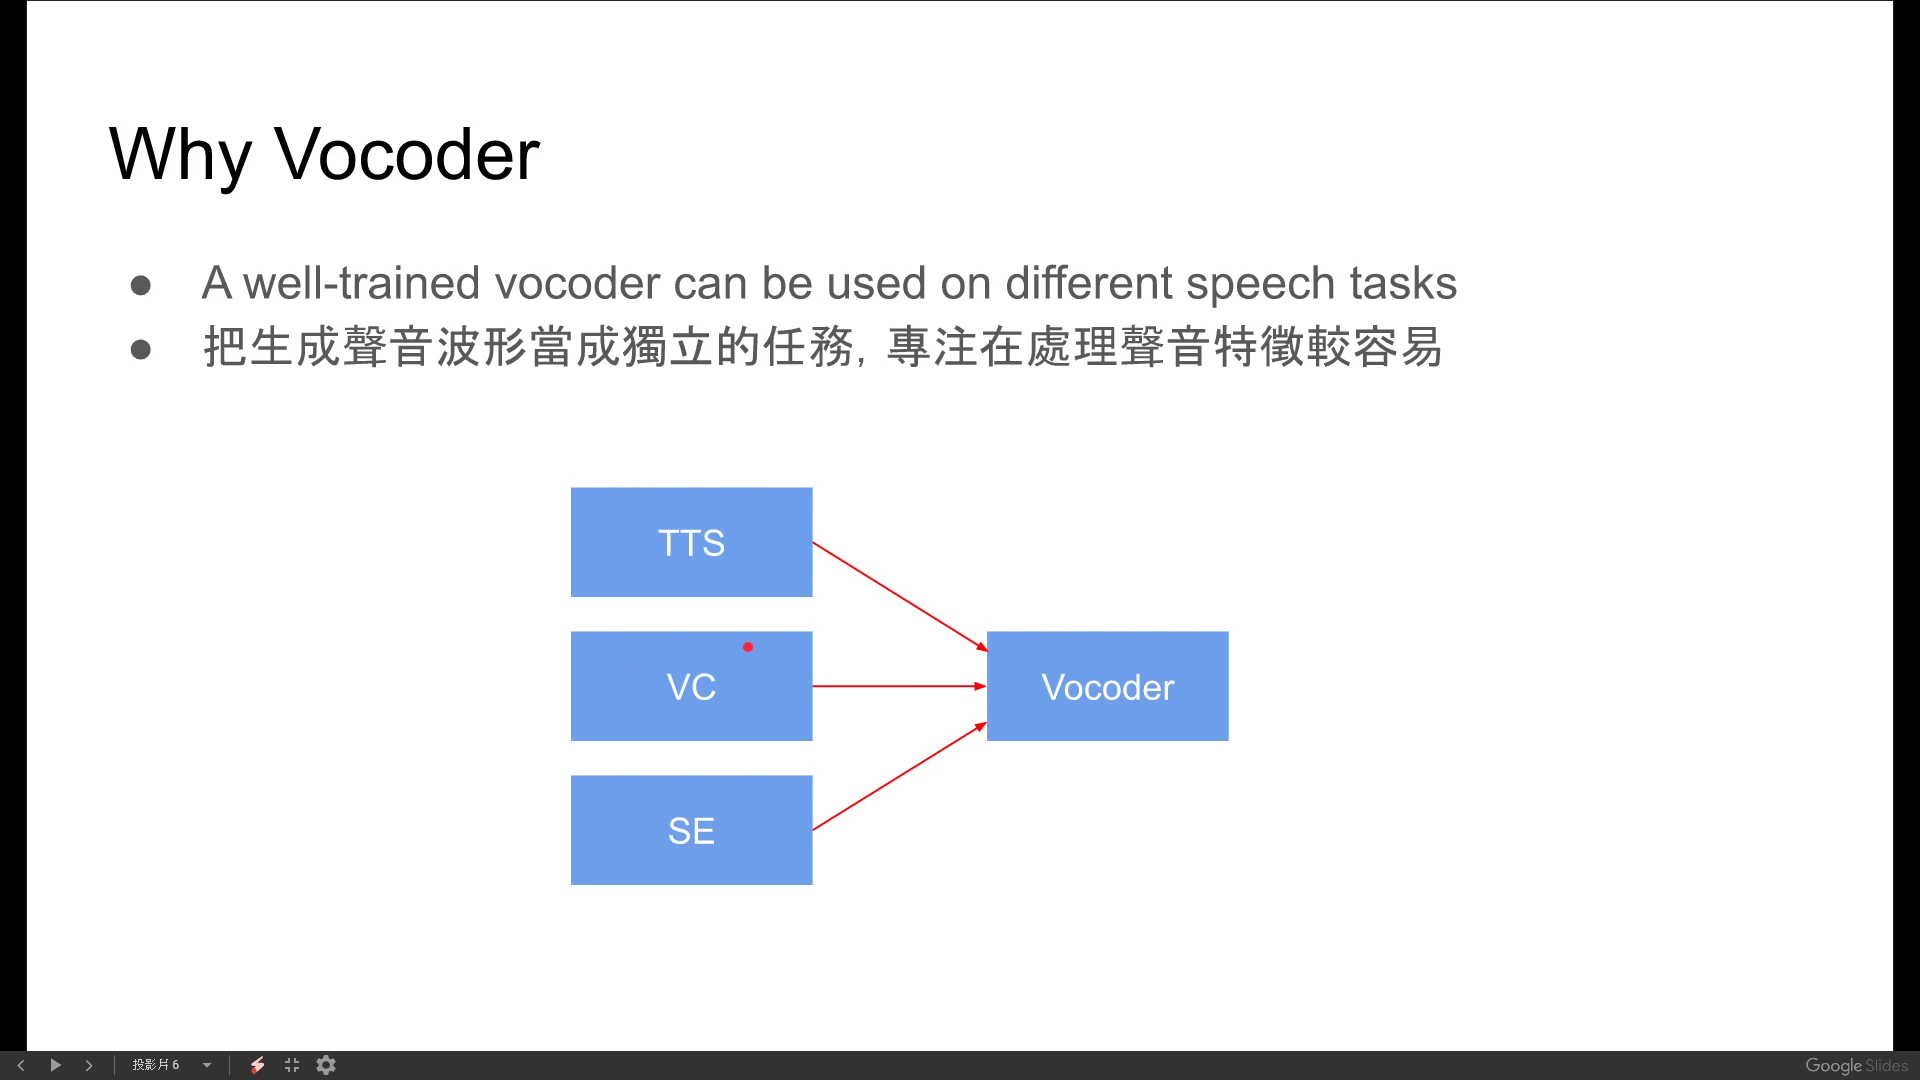 Why Vocoder
● A well-trained vocoder can be used on different speech tasks
● 把生成聲音波形當成獨立的任務, 專注在處理聲音特徵較容易
TTS
VC
Vocoder
SE
投影片 6
Google Slides